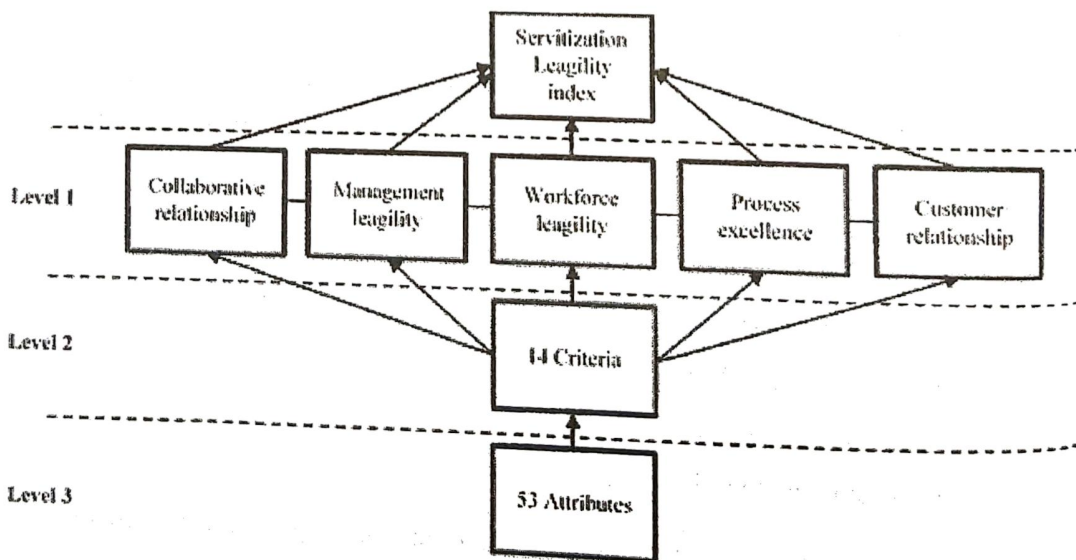 Servitization
Leagility
index
Level 1
Collaborative
relationship
Management
leagility
Workforce
leagility
Process
excellence
Customer
relationship
Level 2
14 Criteria
Level 3
53 Attributes